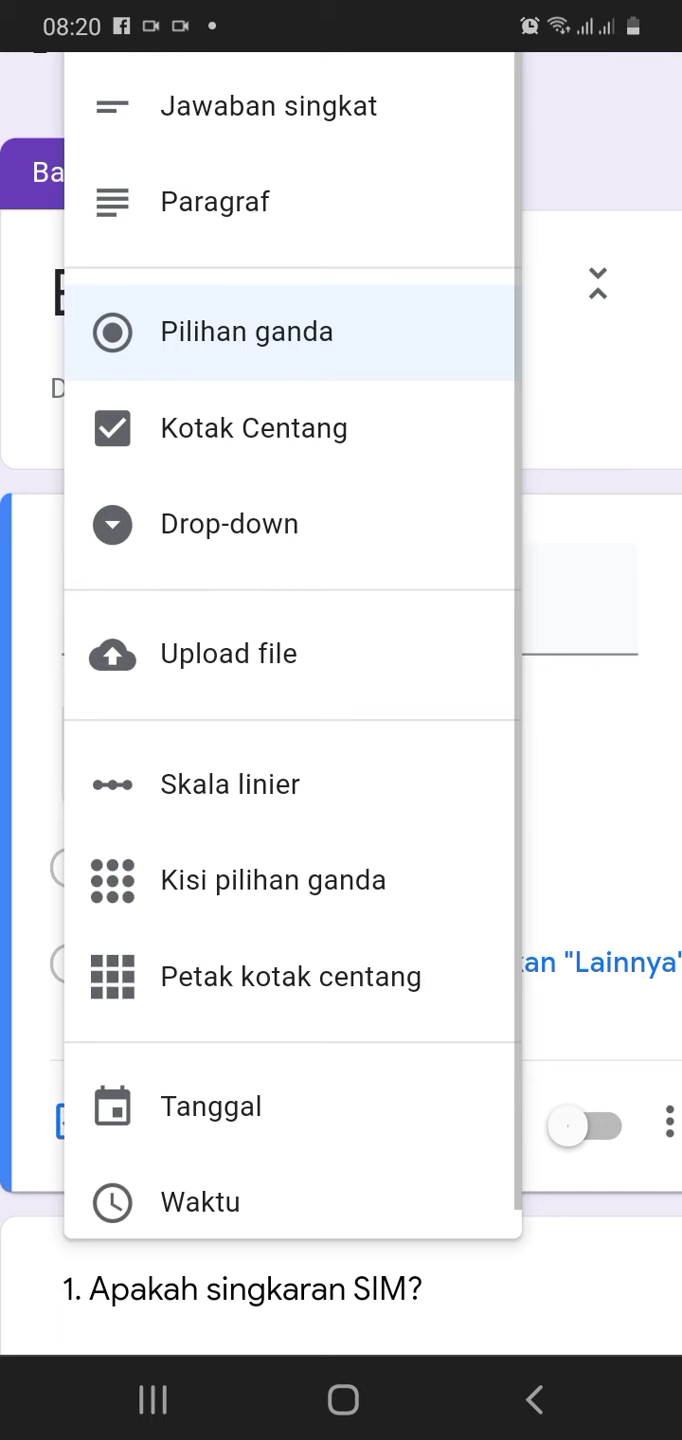 08:20
Jawaban singkat
Ba
Paragraf
Pilihan ganda
Kotak Centang
Drop-down
Upload file
Skala linier
Kisi pilihan ganda
kan "Lainnya"
Petak kotak centang
Tanggal
Waktu
1. Apakah singkaran SIM?